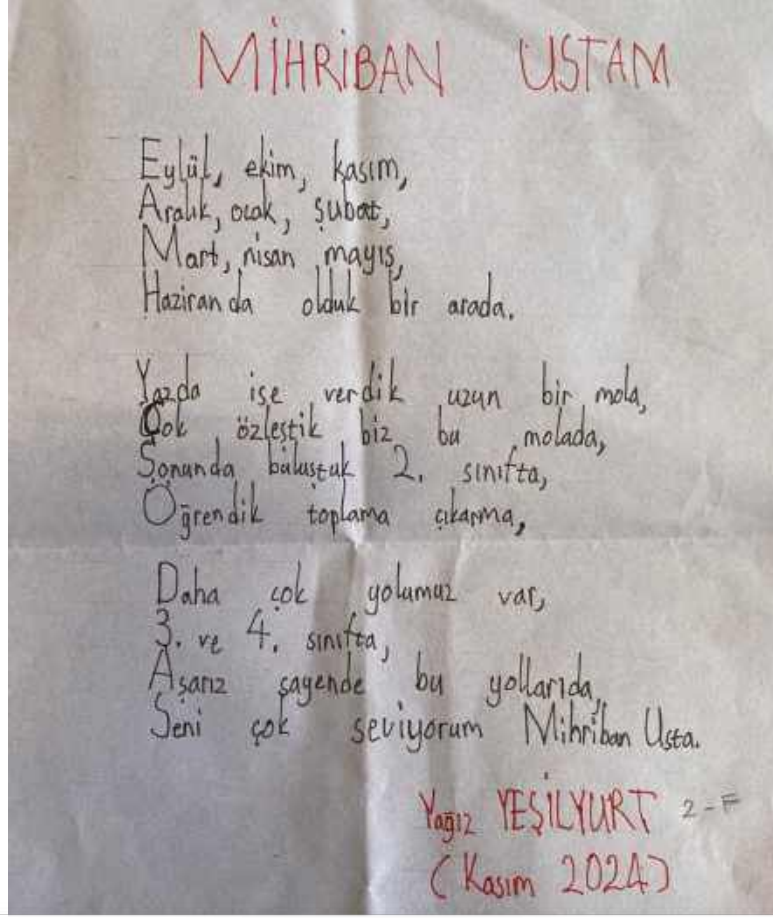 MİHRİBAN USTAM
Eylül, ekim, kasım,
Aralık, ocak, şubat,
Mart, nisan mayıs,
Haziran da olduk bir arada.
Yazda ise verdik uzun bir mola,
Çok özleştik biz bu molada,
Sonunda buluştuk 2. sınıfta,
Öğrendik toplama çıkarma,
Daha çok yolumuz var,
3. ve 4. sınıfta,
Aşarız sayende bu yollarıda,
Seni çok seviyorum Mihriban Usta.
Yağız YEŞİLYURT 2-F
(Kasım 2024)